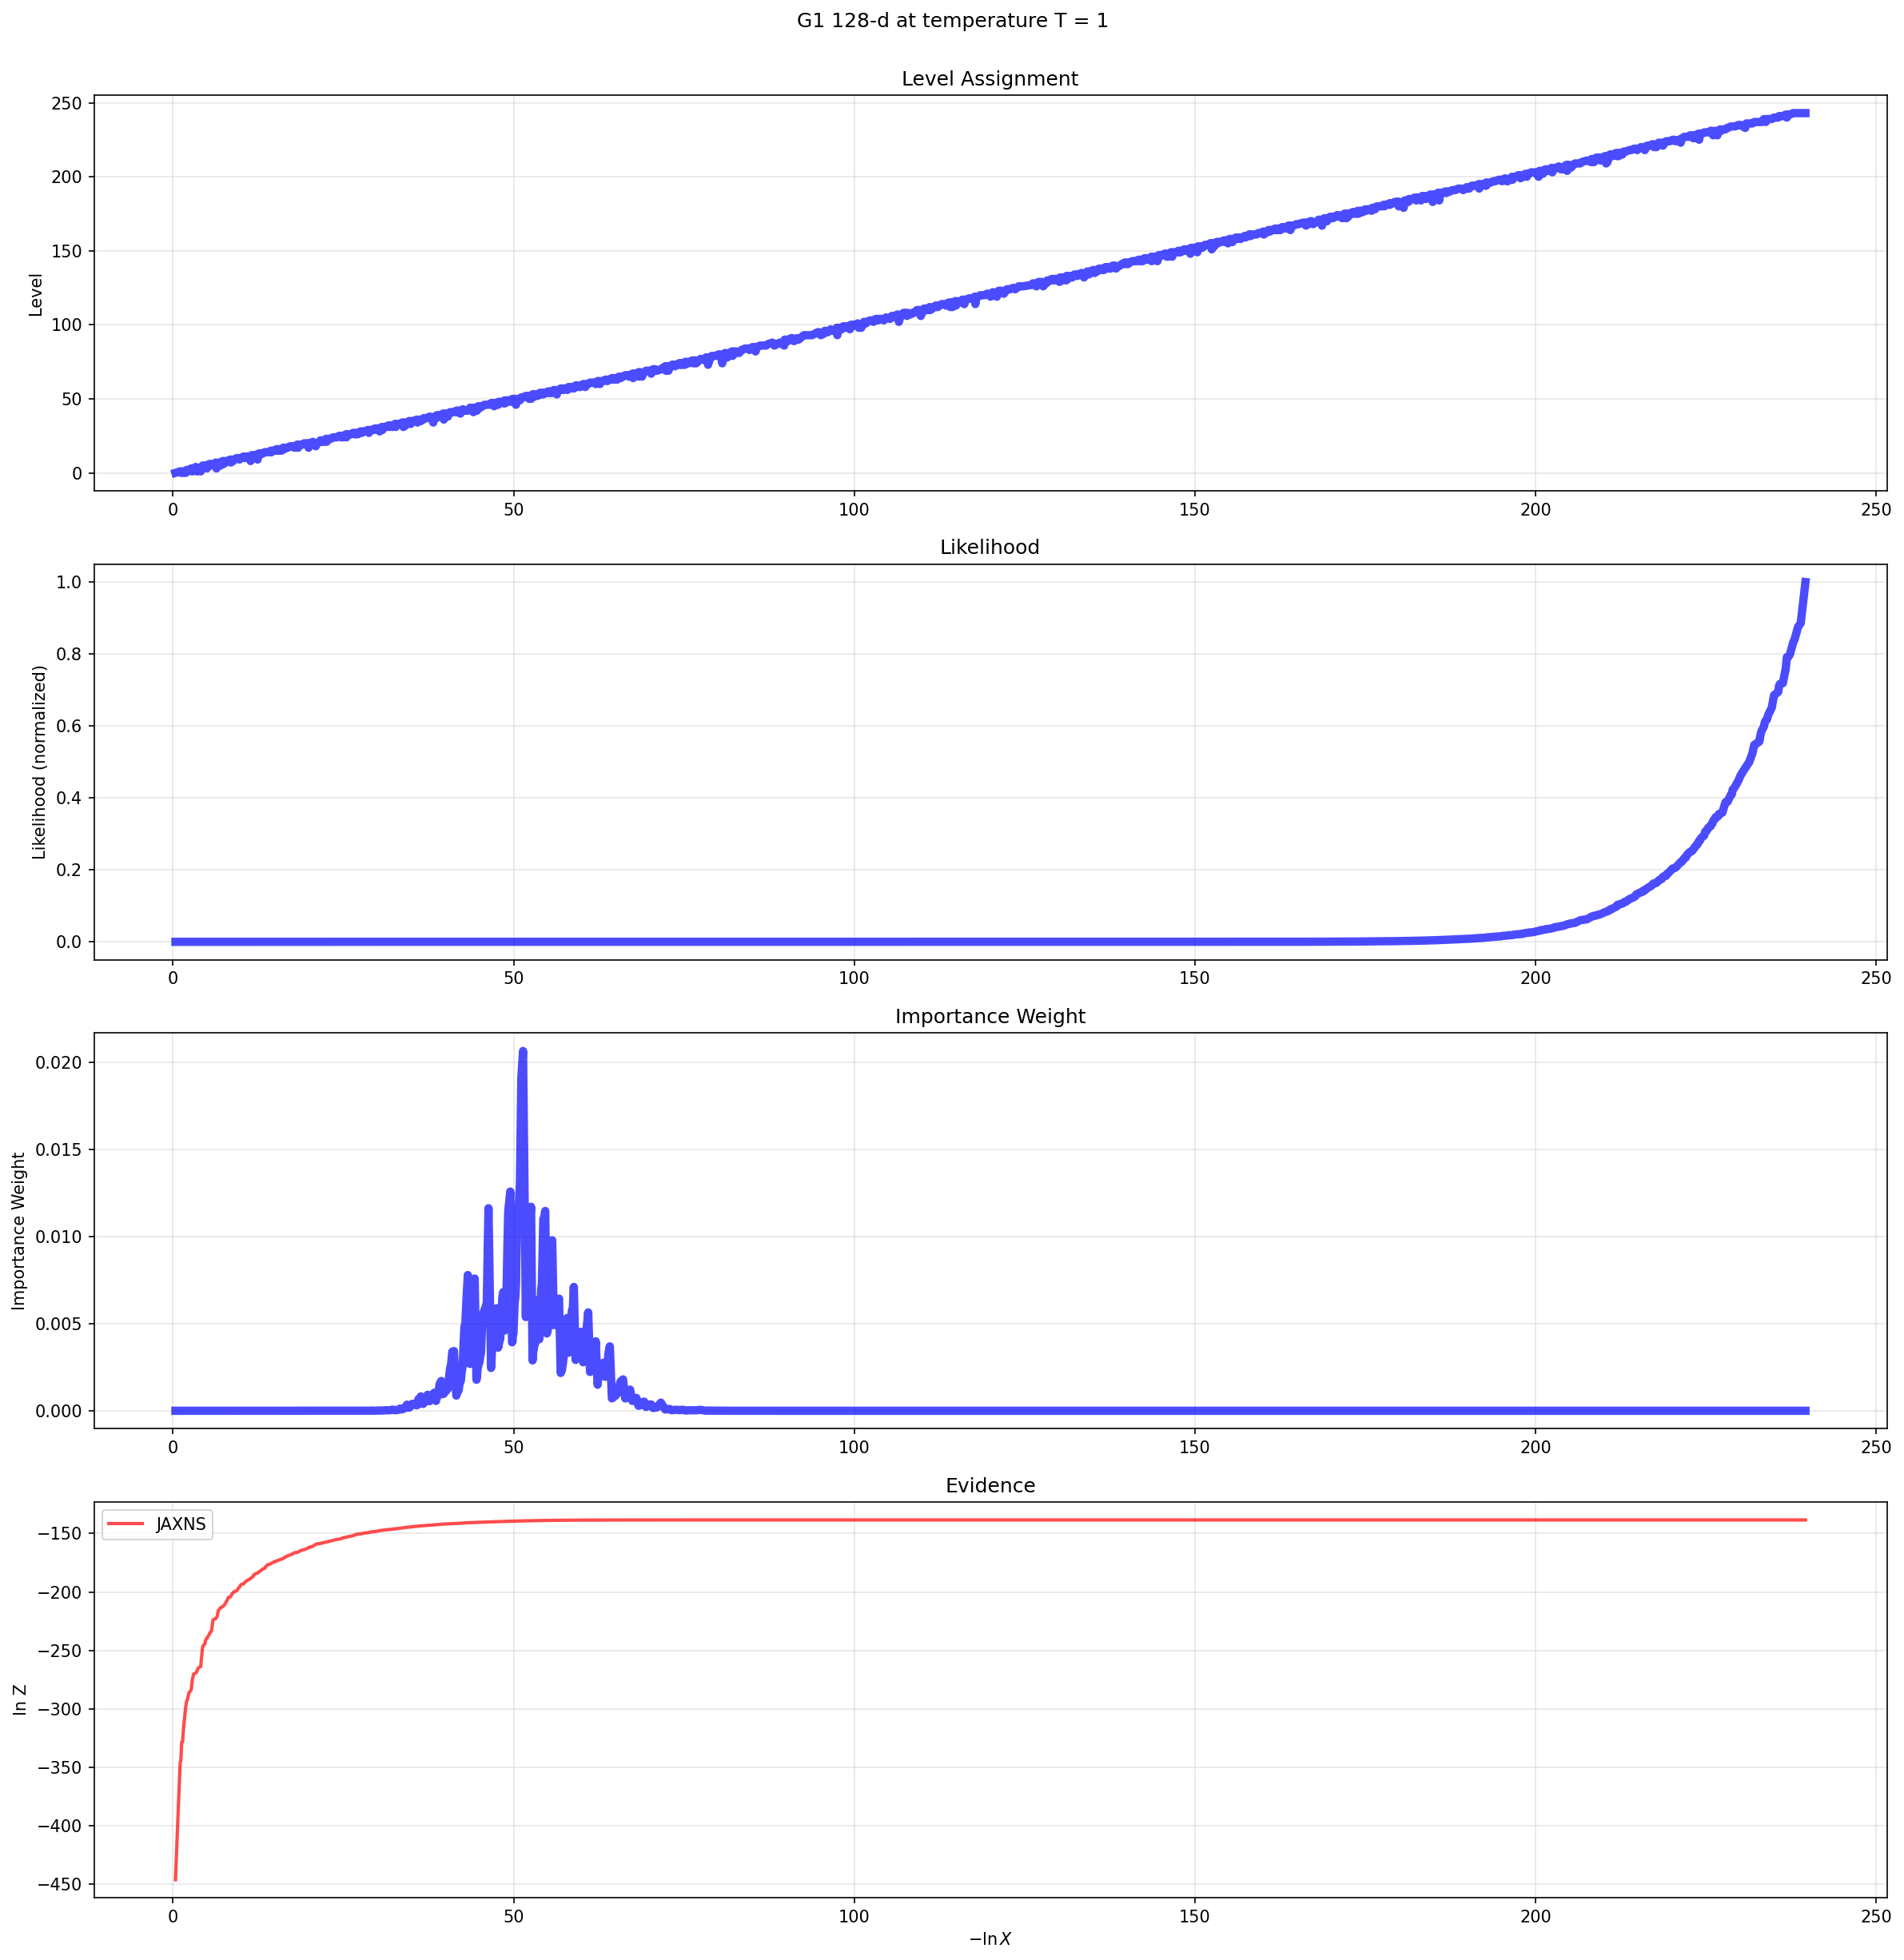 G1 128-d at temperature T = 1
Level Assignment
250
200
150
100
50
0
Level
0 50 100 150 200 250
Likelihood
1.0
0.8
0.6
0.4
0.2
0.0
Likelihood (normalized)
0 50 100 150 200 250
Importance Weight
0.020
0.015
0.010
0.005
0.000
Importance Weight
0 50 100 150 200 250
Evidence
JAXNS
−150
−200
−250
−300
−350
−400
−450
ln Z
0 50 100 150 200 250
−ln X